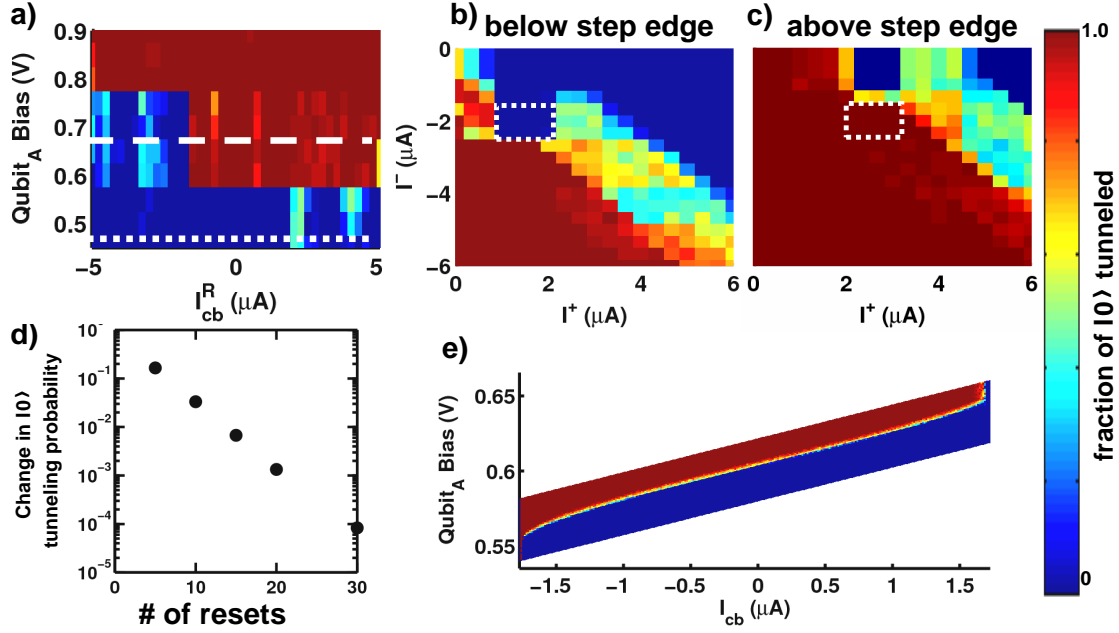 a)
0.9
0.8
0.7
0.6
0.5
Qubit_A Bias (V)
-5
0
5
I_cb^R (μA)
b) below step edge
0
-2
-4
-6
I^- (μA)
0
2
4
6
I^+ (μA)
c) above step edge
0
2
4
6
I^+ (μA)
1.0
0
fraction of |0⟩ tunneled
d)
10^0
10^-1
10^-2
10^-3
10^-4
10^-5
Change in |0⟩
tunneling probability
0
10
20
30
# of resets
e)
0.65
0.6
0.55
Qubit_A Bias (V)
−1.5
−1
−0.5
0
0.5
1
1.5
I_cb (μA)